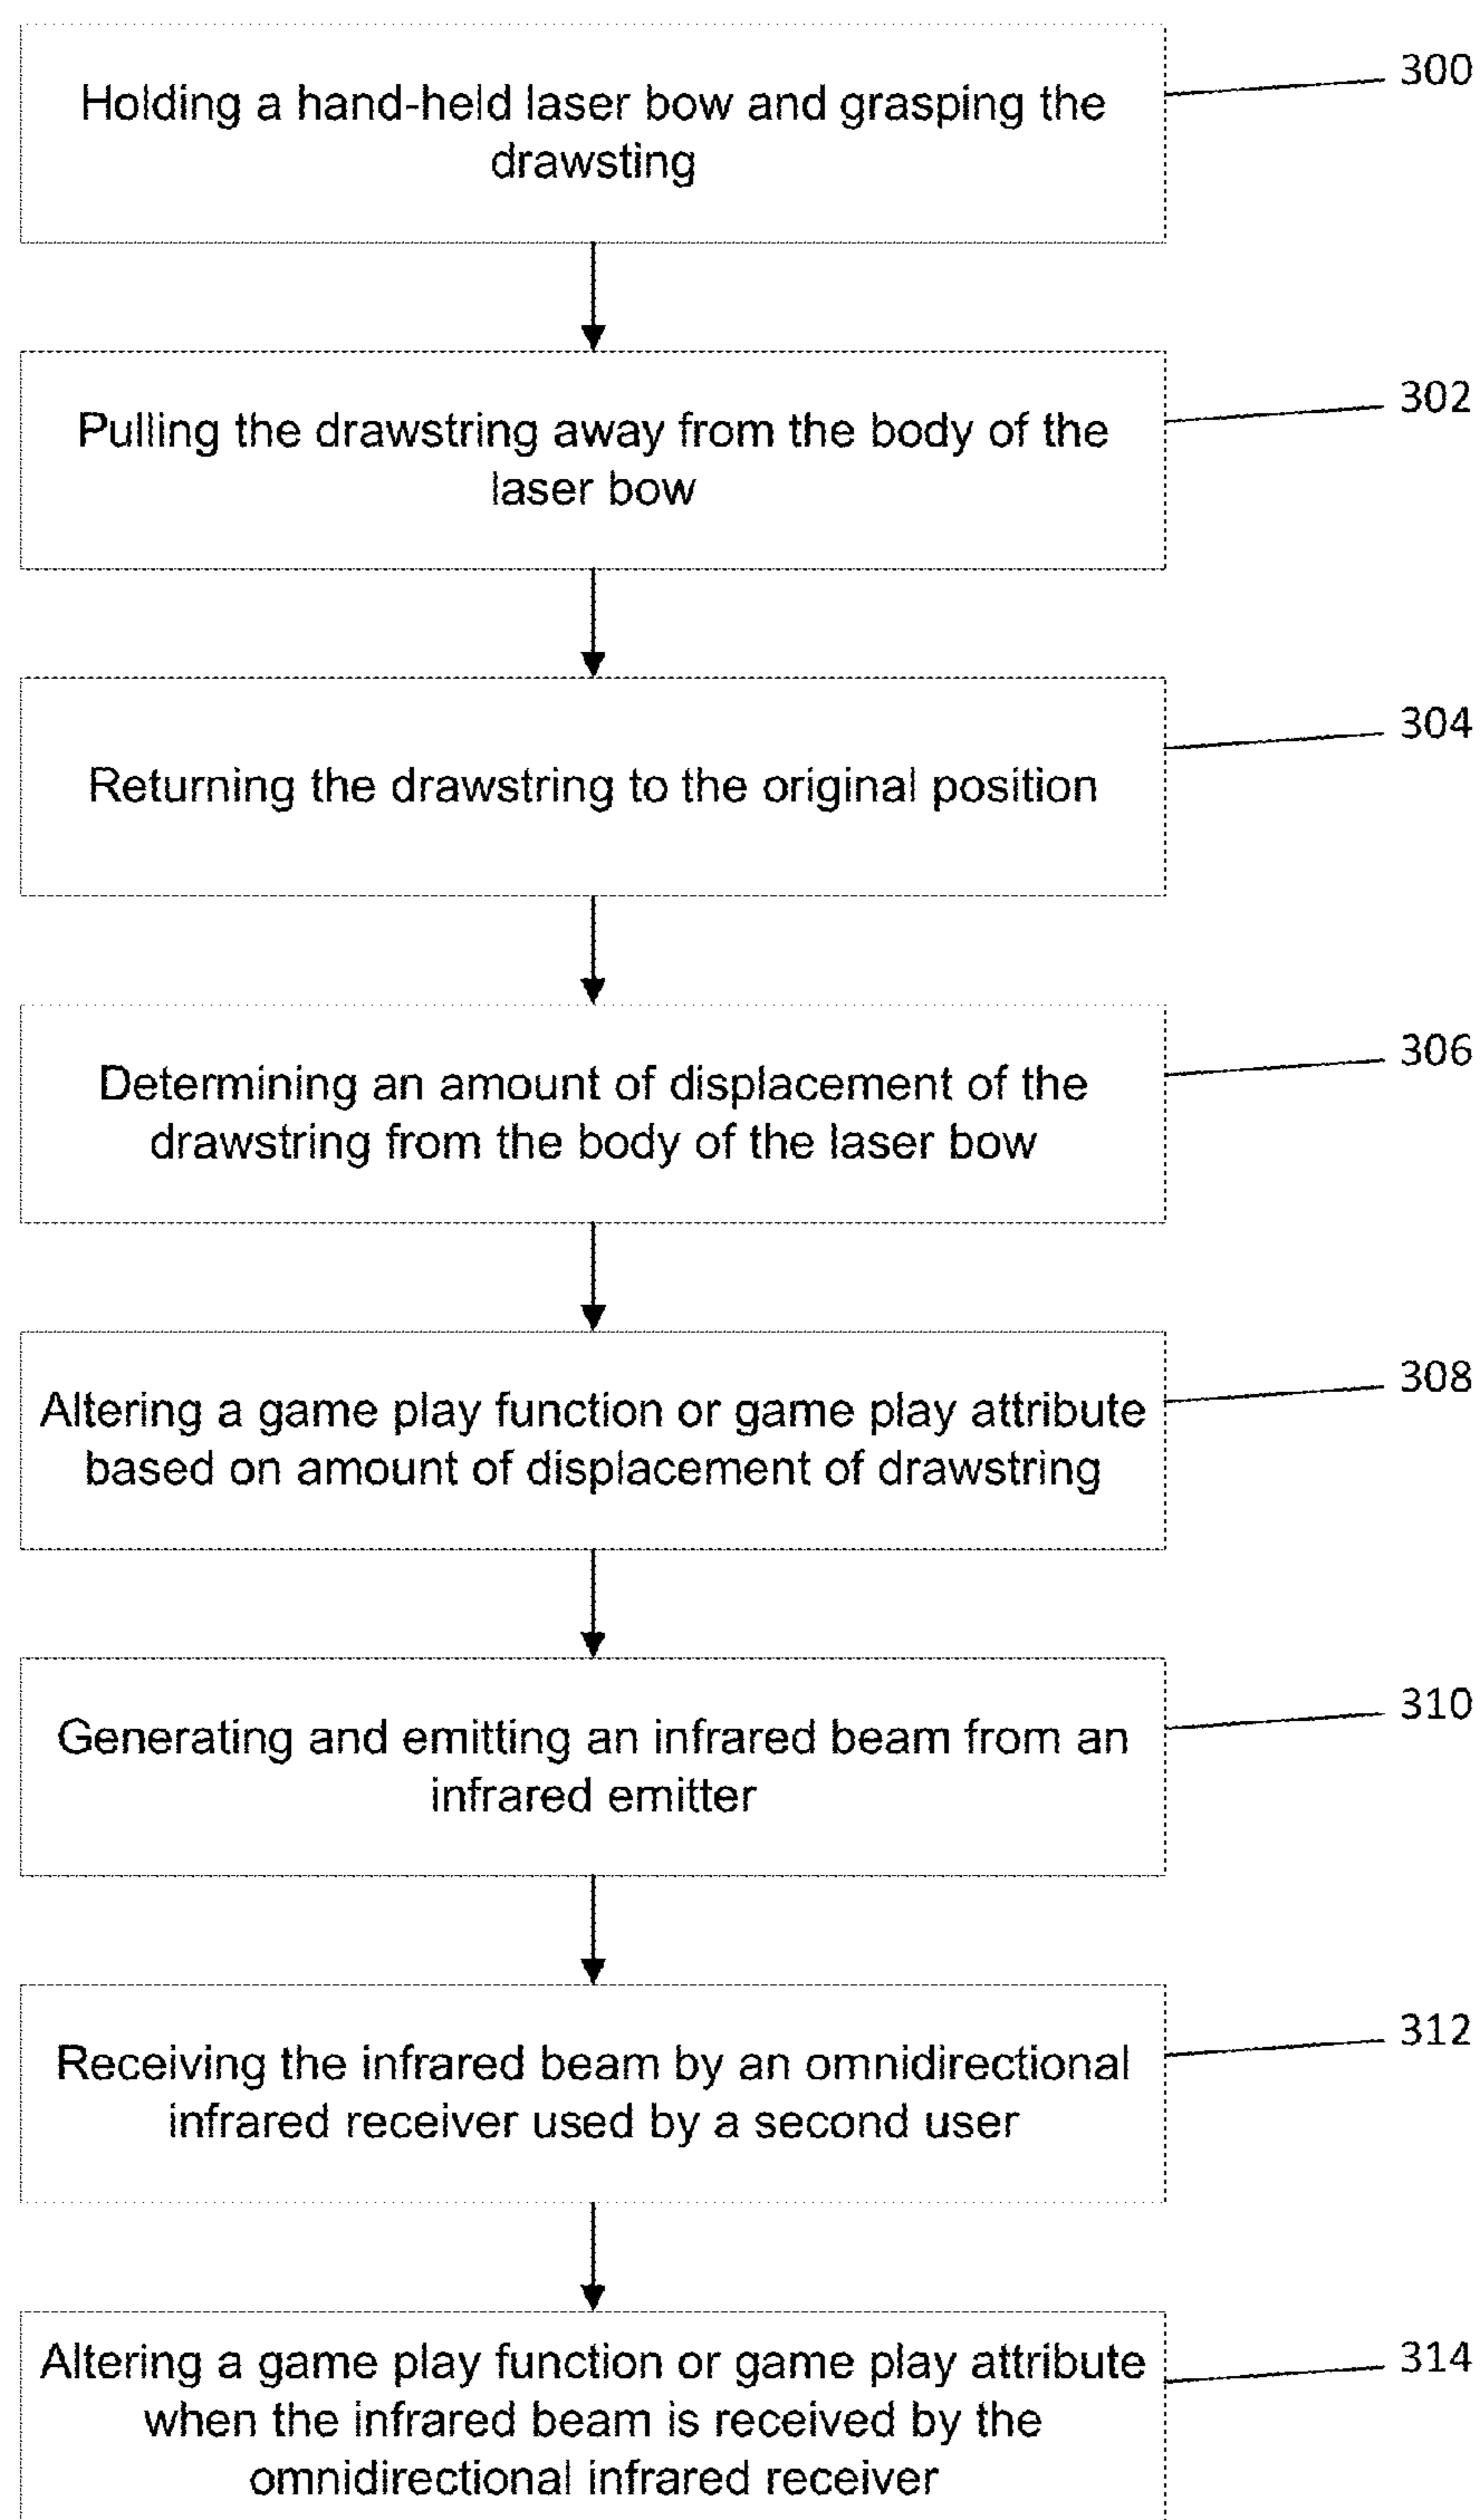 Holding a hand-held laser bow and grasping the
drawsting
300
Pulling the drawstring away from the body of the
laser bow
302
Returning the drawstring to the original position
304
Determining an amount of displacement of the
drawstring from the body of the laser bow
306
Altering a game play function or game play attribute
based on amount of displacement of drawstring
308
Generating and emitting an infrared beam from an
infrared emitter
310
Receiving the infrared beam by an omnidirectional
infrared receiver used by a second user
312
Altering a game play function or game play attribute
when the infrared beam is received by the
omnidirectional infrared receiver
314